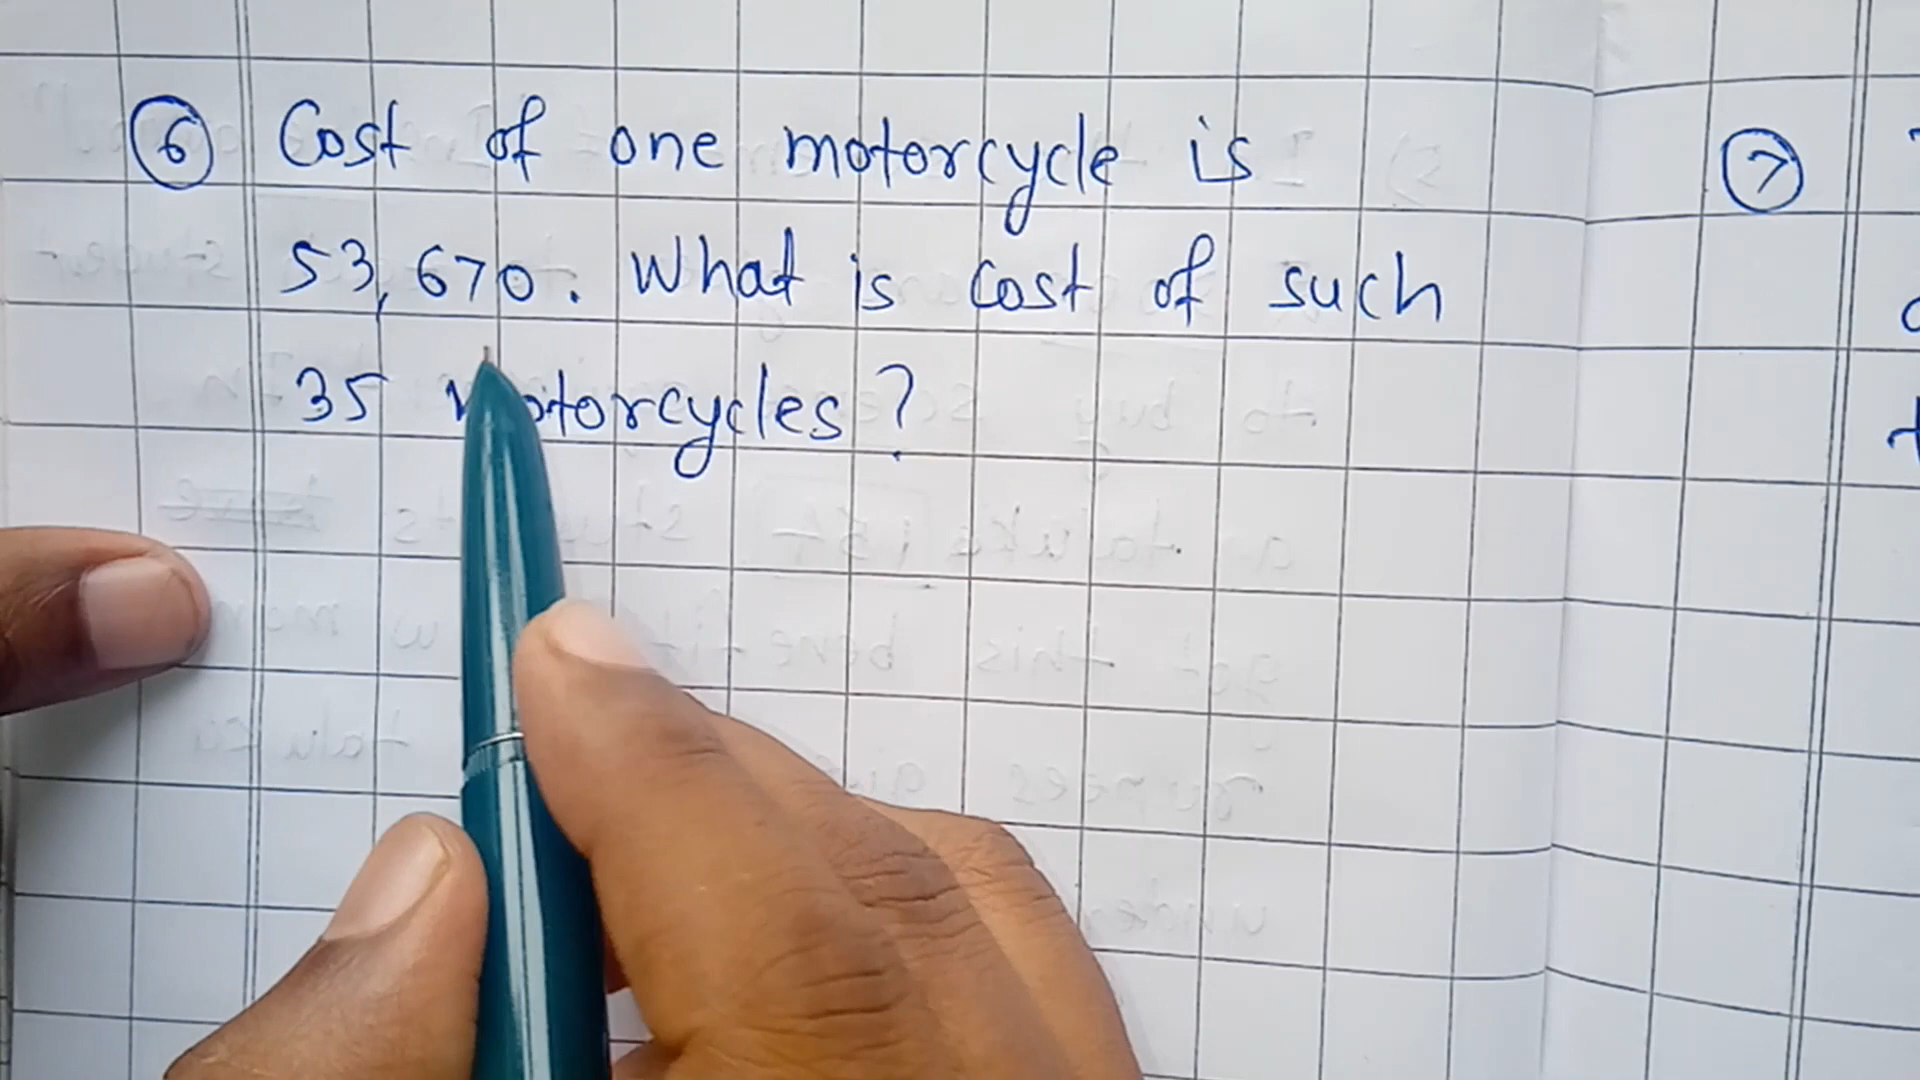 6 Cost of one motorcycle is
53,670. What is cost of such
35 motorcycles?
7